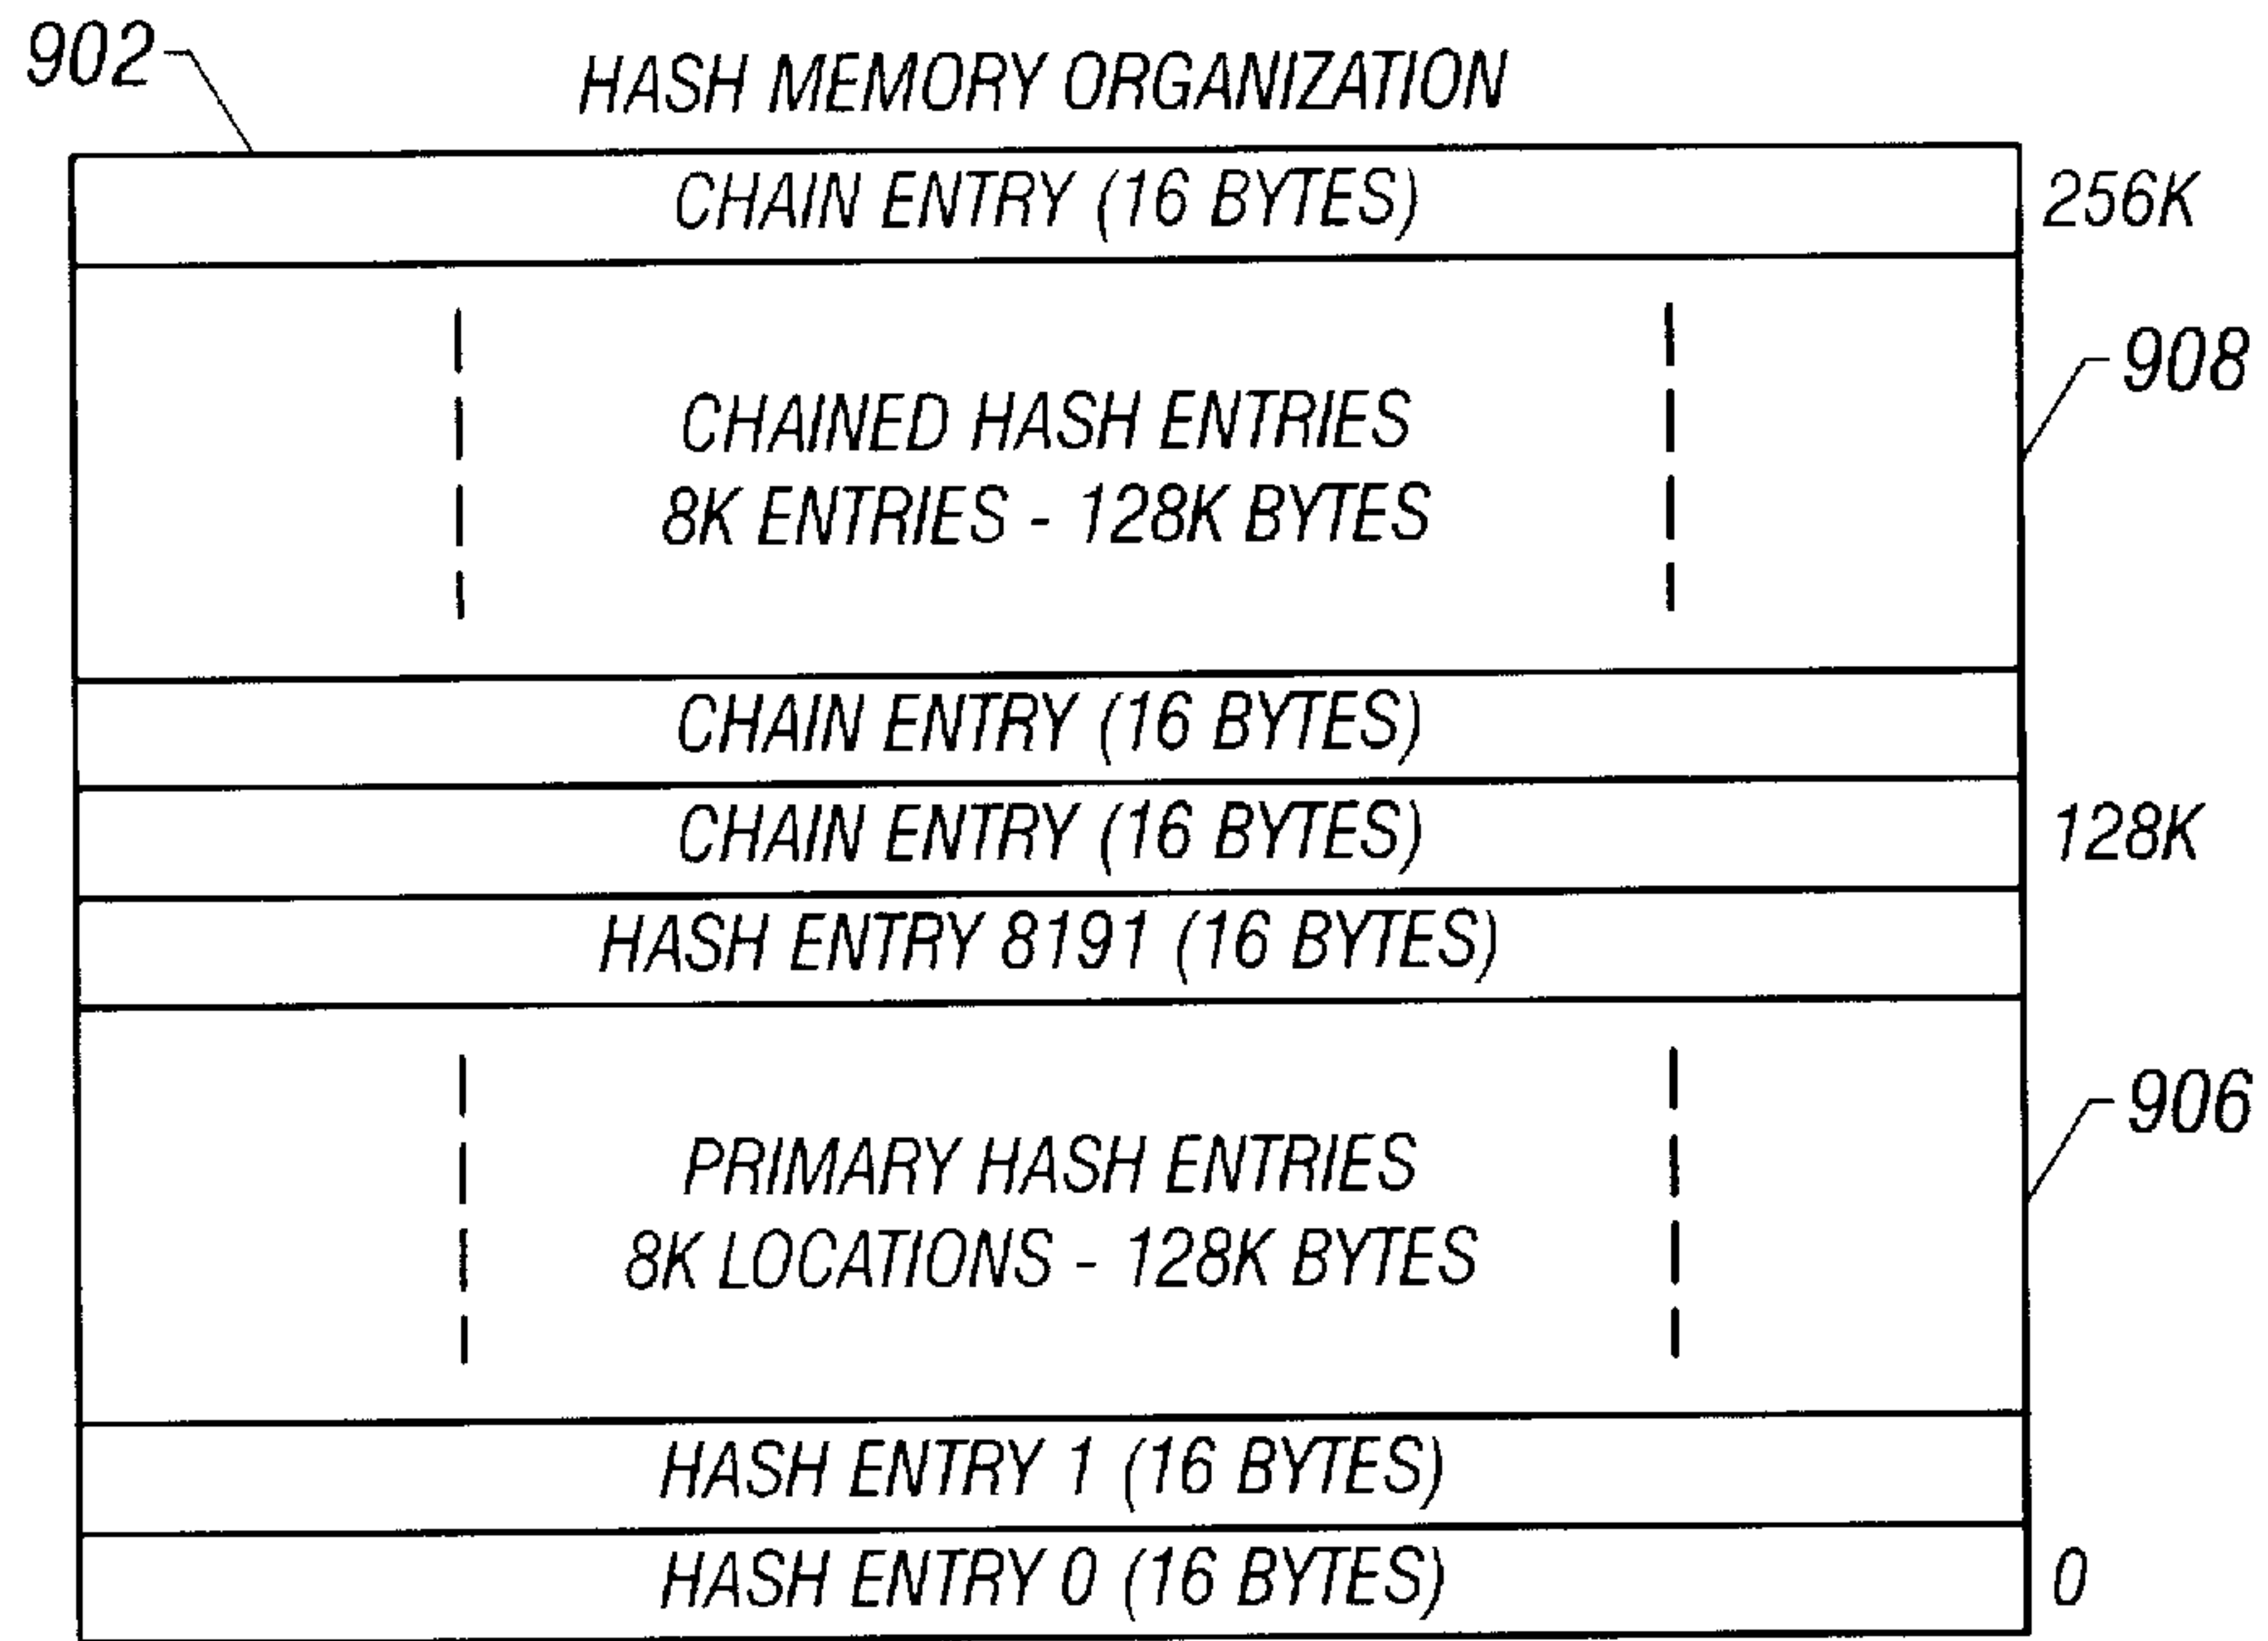 902
HASH MEMORY ORGANIZATION
CHAIN ENTRY (16 BYTES)
256K
908
CHAINED HASH ENTRIES
8K ENTRIES - 128K BYTES
CHAIN ENTRY (16 BYTES)
CHAIN ENTRY (16 BYTES)
128K
HASH ENTRY 8191 (16 BYTES)
906
PRIMARY HASH ENTRIES
8K LOCATIONS - 128K BYTES
HASH ENTRY 1 (16 BYTES)
HASH ENTRY 0 (16 BYTES)
0